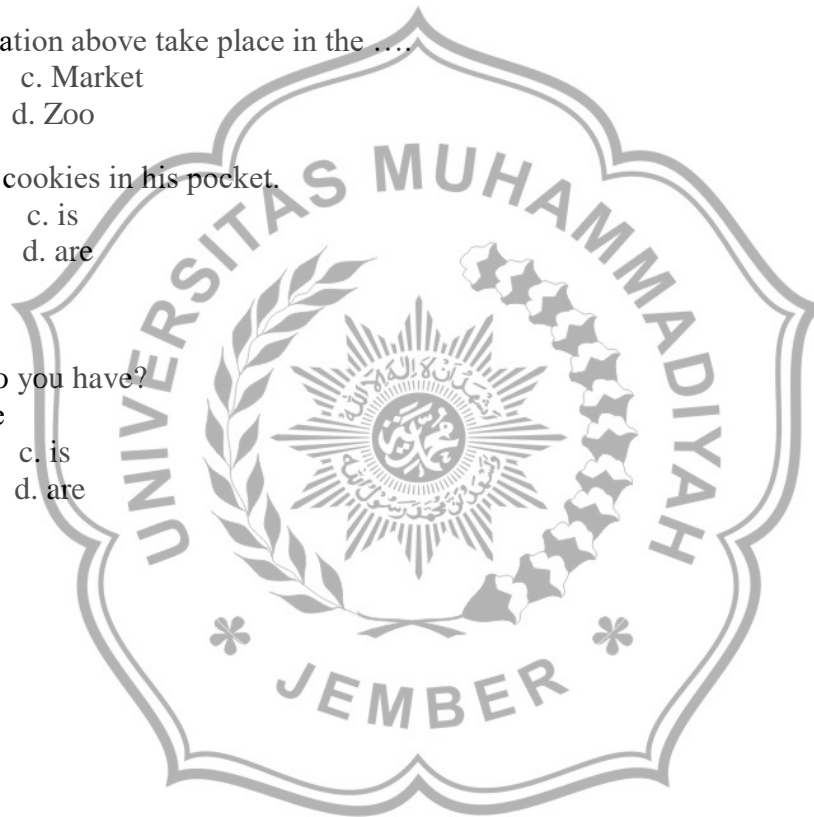 ation above take place in the ….
c. Market
d. Zoo
cookies in his pocket.
c. is
d. are
o you have?
e
c. is
d. are
UNIVERSITAS MUHAMMADIYAH
JEMBER